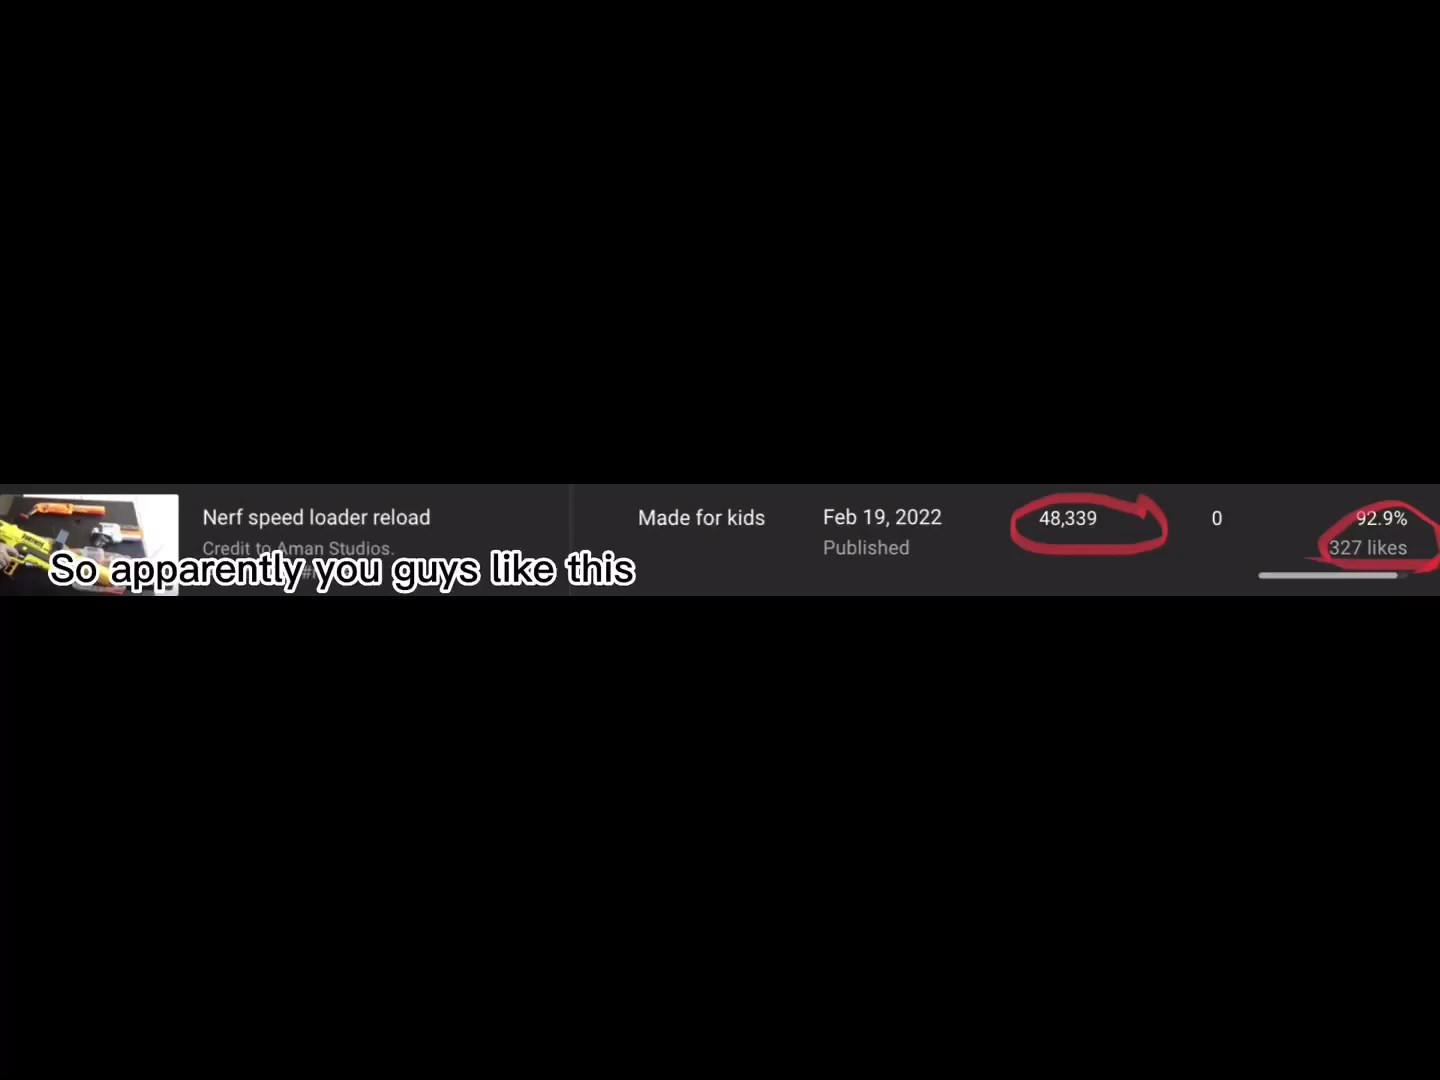 Nerf speed loader reload
Credit to Aman Studios.
So apparently you guys like this
Made for kids
Feb 19, 2022
Published
48,339
0
92.9%
327 likes